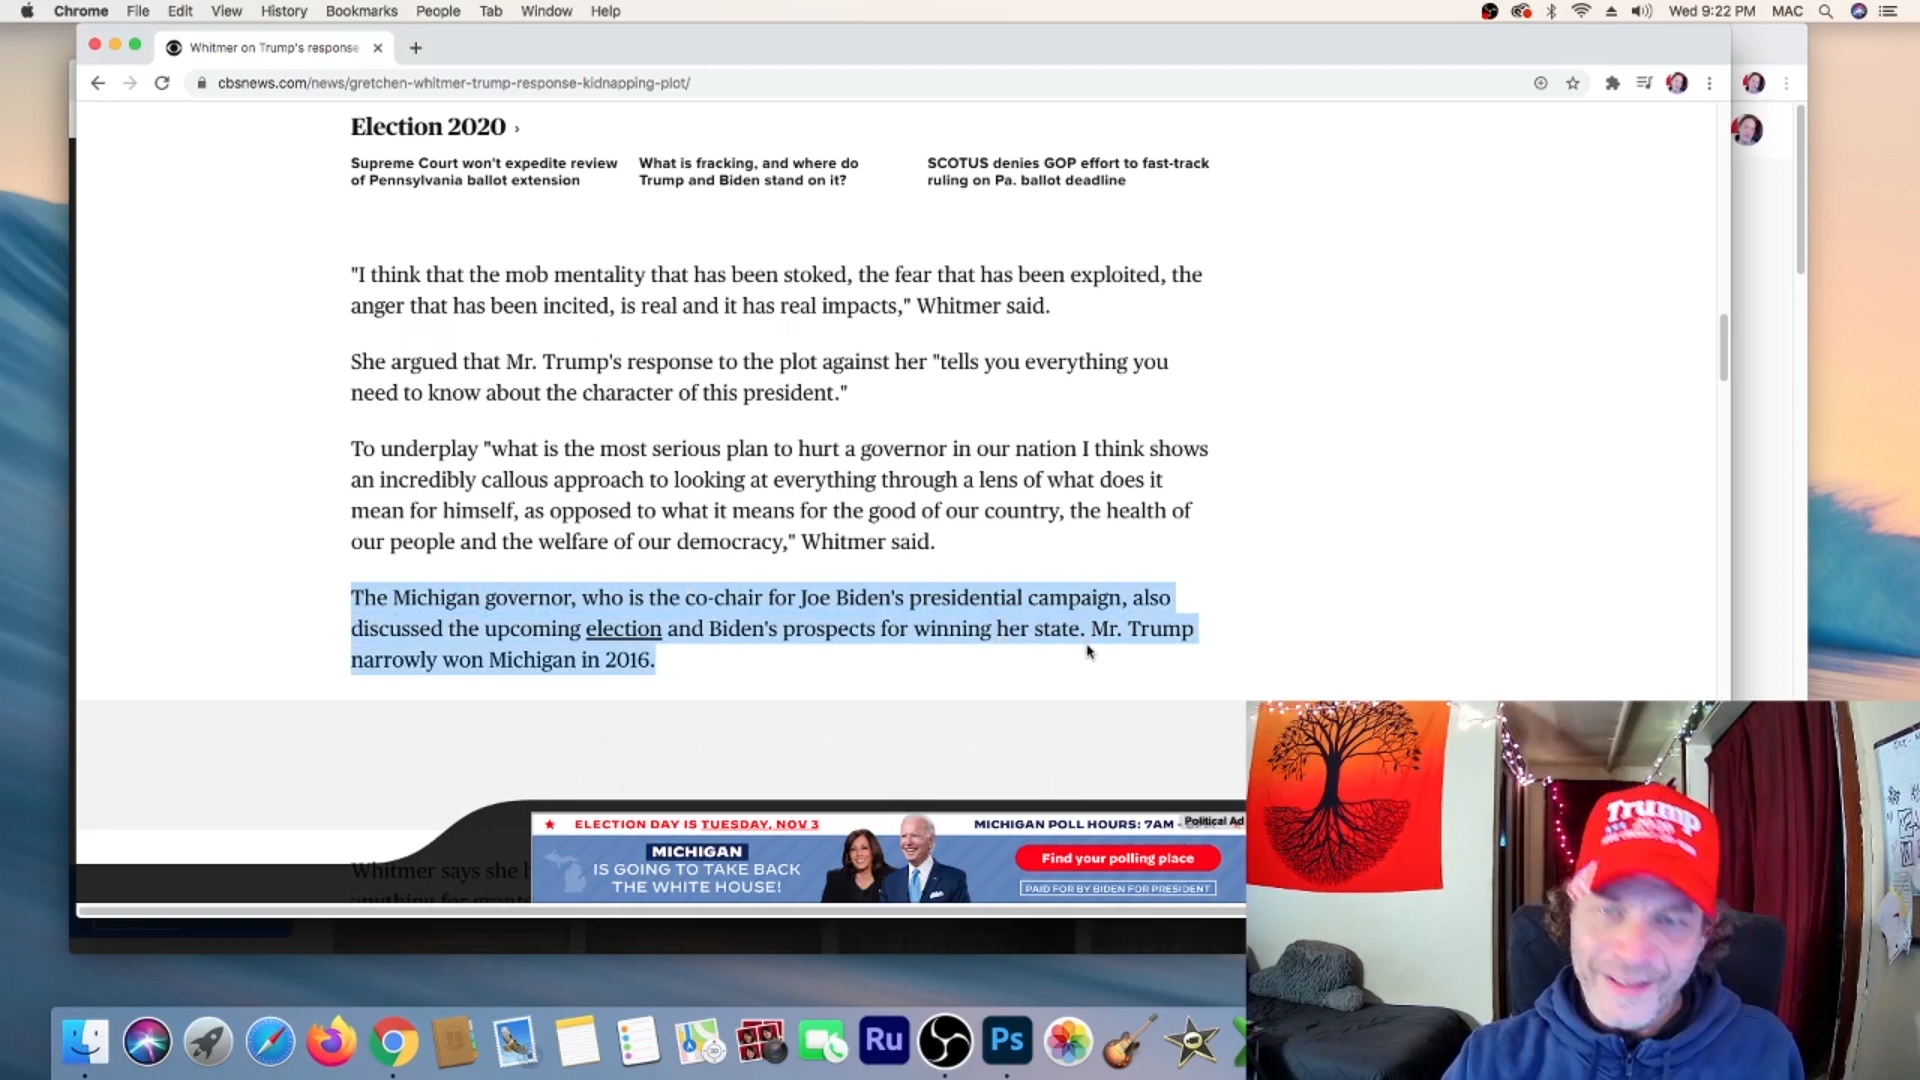 Chrome File Edit View History Bookmarks People Tab Window Help Wed 9:22 PM MAC
Whitmer on Trump's response
cbsnews.com/news/gretchen-whitmer-trump-response-kidnapping-plot/
Election 2020 ›
Supreme Court won't expedite review
of Pennsylvania ballot extension
What is fracking, and where do
Trump and Biden stand on it?
SCOTUS denies GOP effort to fast-track
ruling on Pa. ballot deadline
"I think that the mob mentality that has been stoked, the fear that has been exploited, the
anger that has been incited, is real and it has real impacts," Whitmer said.
She argued that Mr. Trump's response to the plot against her "tells you everything you
need to know about the character of this president."
To underplay "what is the most serious plan to hurt a governor in our nation I think shows
an incredibly callous approach to looking at everything through a lens of what does it
mean for himself, as opposed to what it means for the good of our country, the health of
our people and the welfare of our democracy," Whitmer said.
The Michigan governor, who is the co-chair for Joe Biden's presidential campaign, also
discussed the upcoming election and Biden's prospects for winning her state. Mr. Trump
narrowly won Michigan in 2016.
Whitmer says she b
anything for grante
ELECTION DAY IS TUESDAY, NOV 3
MICHIGAN
IS GOING TO TAKE BACK
THE WHITE HOUSE!
MICHIGAN POLL HOURS: 7AM -
Political Ad
Find your polling place
PAID FOR BY BIDEN FOR PRESIDENT
Trump
Ru
Ps